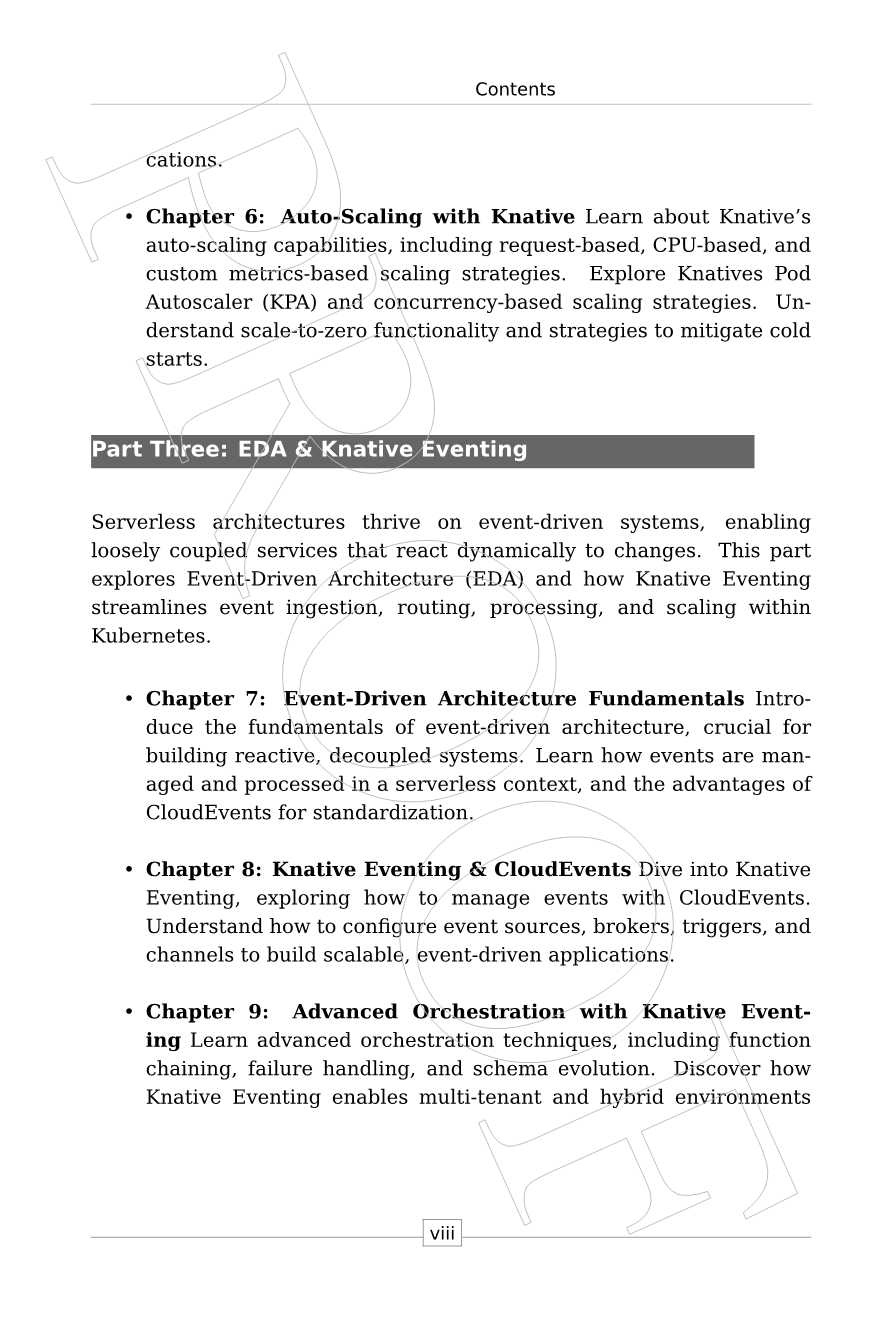 Contents
cations.
• Chapter 6: Auto-Scaling with Knative Learn about Knative’s
auto-scaling capabilities, including request-based, CPU-based, and
custom metrics-based scaling strategies. Explore Knatives Pod
Autoscaler (KPA) and concurrency-based scaling strategies. Un-
derstand scale-to-zero functionality and strategies to mitigate cold
starts.
Part Three: EDA & Knative Eventing
Serverless architectures thrive on event-driven systems, enabling
loosely coupled services that react dynamically to changes. This part
explores Event-Driven Architecture (EDA) and how Knative Eventing
streamlines event ingestion, routing, processing, and scaling within
Kubernetes.
• Chapter 7: Event-Driven Architecture Fundamentals Intro-
duce the fundamentals of event-driven architecture, crucial for
building reactive, decoupled systems. Learn how events are man-
aged and processed in a serverless context, and the advantages of
CloudEvents for standardization.
• Chapter 8: Knative Eventing & CloudEvents Dive into Knative
Eventing, exploring how to manage events with CloudEvents.
Understand how to configure event sources, brokers, triggers, and
channels to build scalable, event-driven applications.
• Chapter 9: Advanced Orchestration with Knative Event-
ing Learn advanced orchestration techniques, including function
chaining, failure handling, and schema evolution. Discover how
Knative Eventing enables multi-tenant and hybrid environments
viii
PROOF